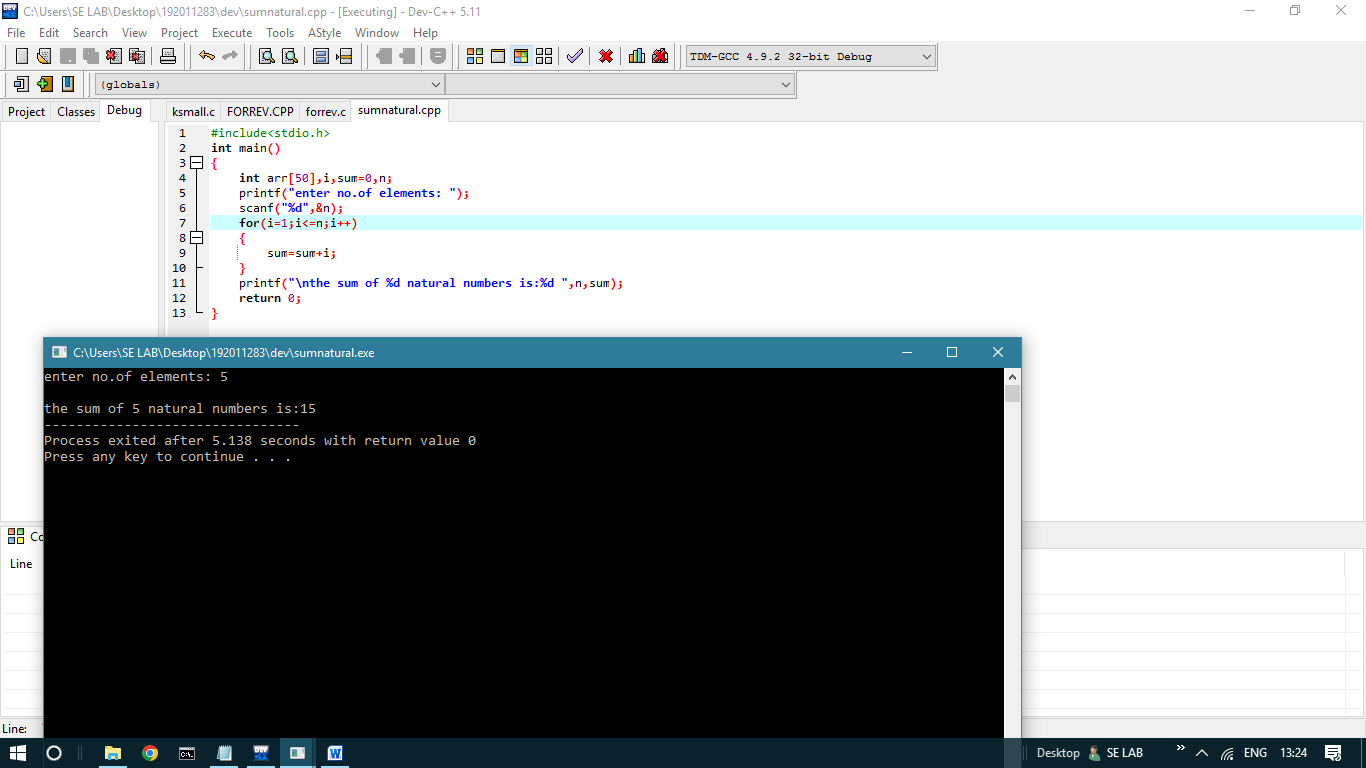 C:\Users\SE LAB\Desktop\192011283\dev\sumnatural.cpp - [Executing] - Dev-C++ 5.11
File Edit Search View Project Execute Tools AStyle Window Help
TDM-GCC 4.9.2 32-bit Debug
(globals)
Project Classes Debug ksmall.c FORREV.CPP forrev.c sumnatural.cpp
1 #include<stdio.h>
2 int main()
3 {
4 int arr[50],i,sum=0,n;
5 printf("enter no.of elements: ");
6 scanf("%d",&n);
7 for(i=1;i<=n;i++)
8 {
9 sum=sum+i;
10 }
11 printf("\nthe sum of %d natural numbers is:%d ",n,sum);
12 return 0;
13 }
C:\Users\SE LAB\Desktop\192011283\dev\sumnatural.exe
enter no.of elements: 5
the sum of 5 natural numbers is:15
--------------------------------
Process exited after 5.138 seconds with return value 0
Press any key to continue . . .
Co
Line
Line:
Desktop SE LAB ENG 13:24